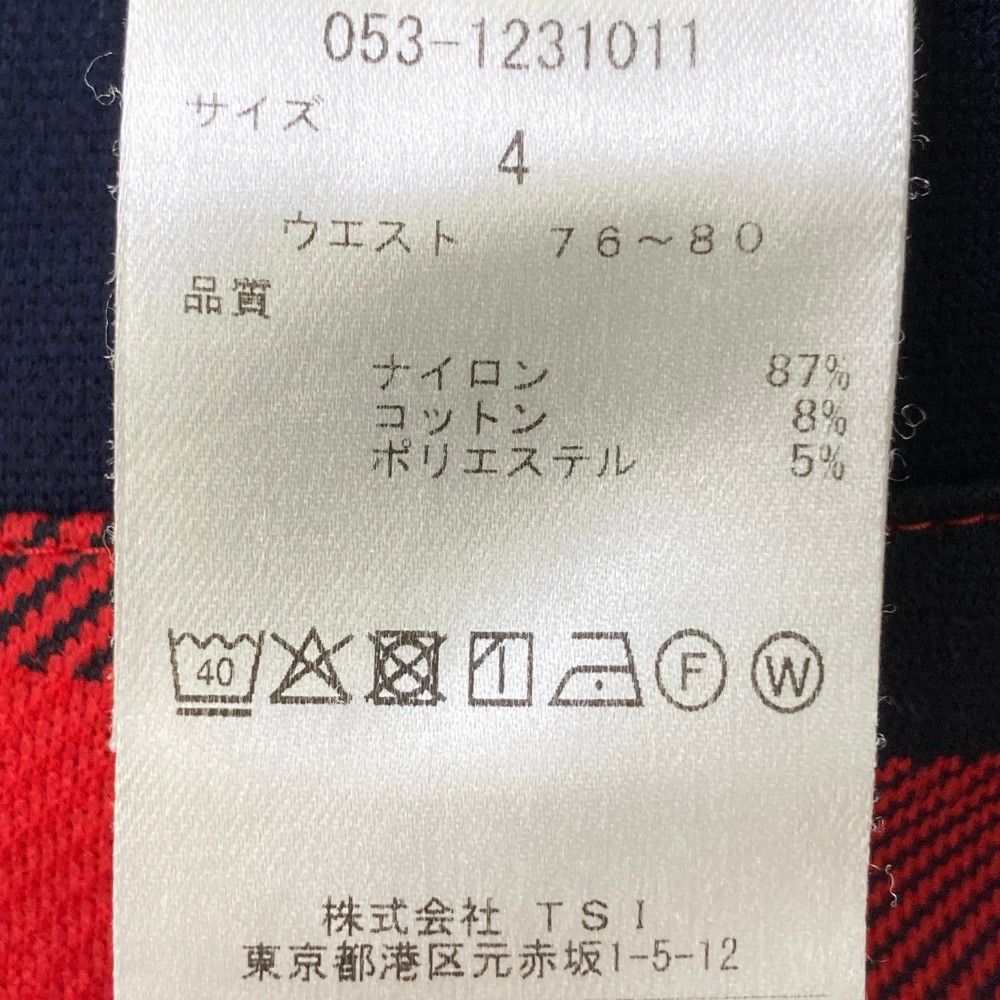 053-1231011
サイズ
4
ウエスト 76~80
品質
ナイロン 87%
コットン 8%
ポリエステル 5%
40 F W
株式会社 TSI
東京都港区元赤坂1-5-12